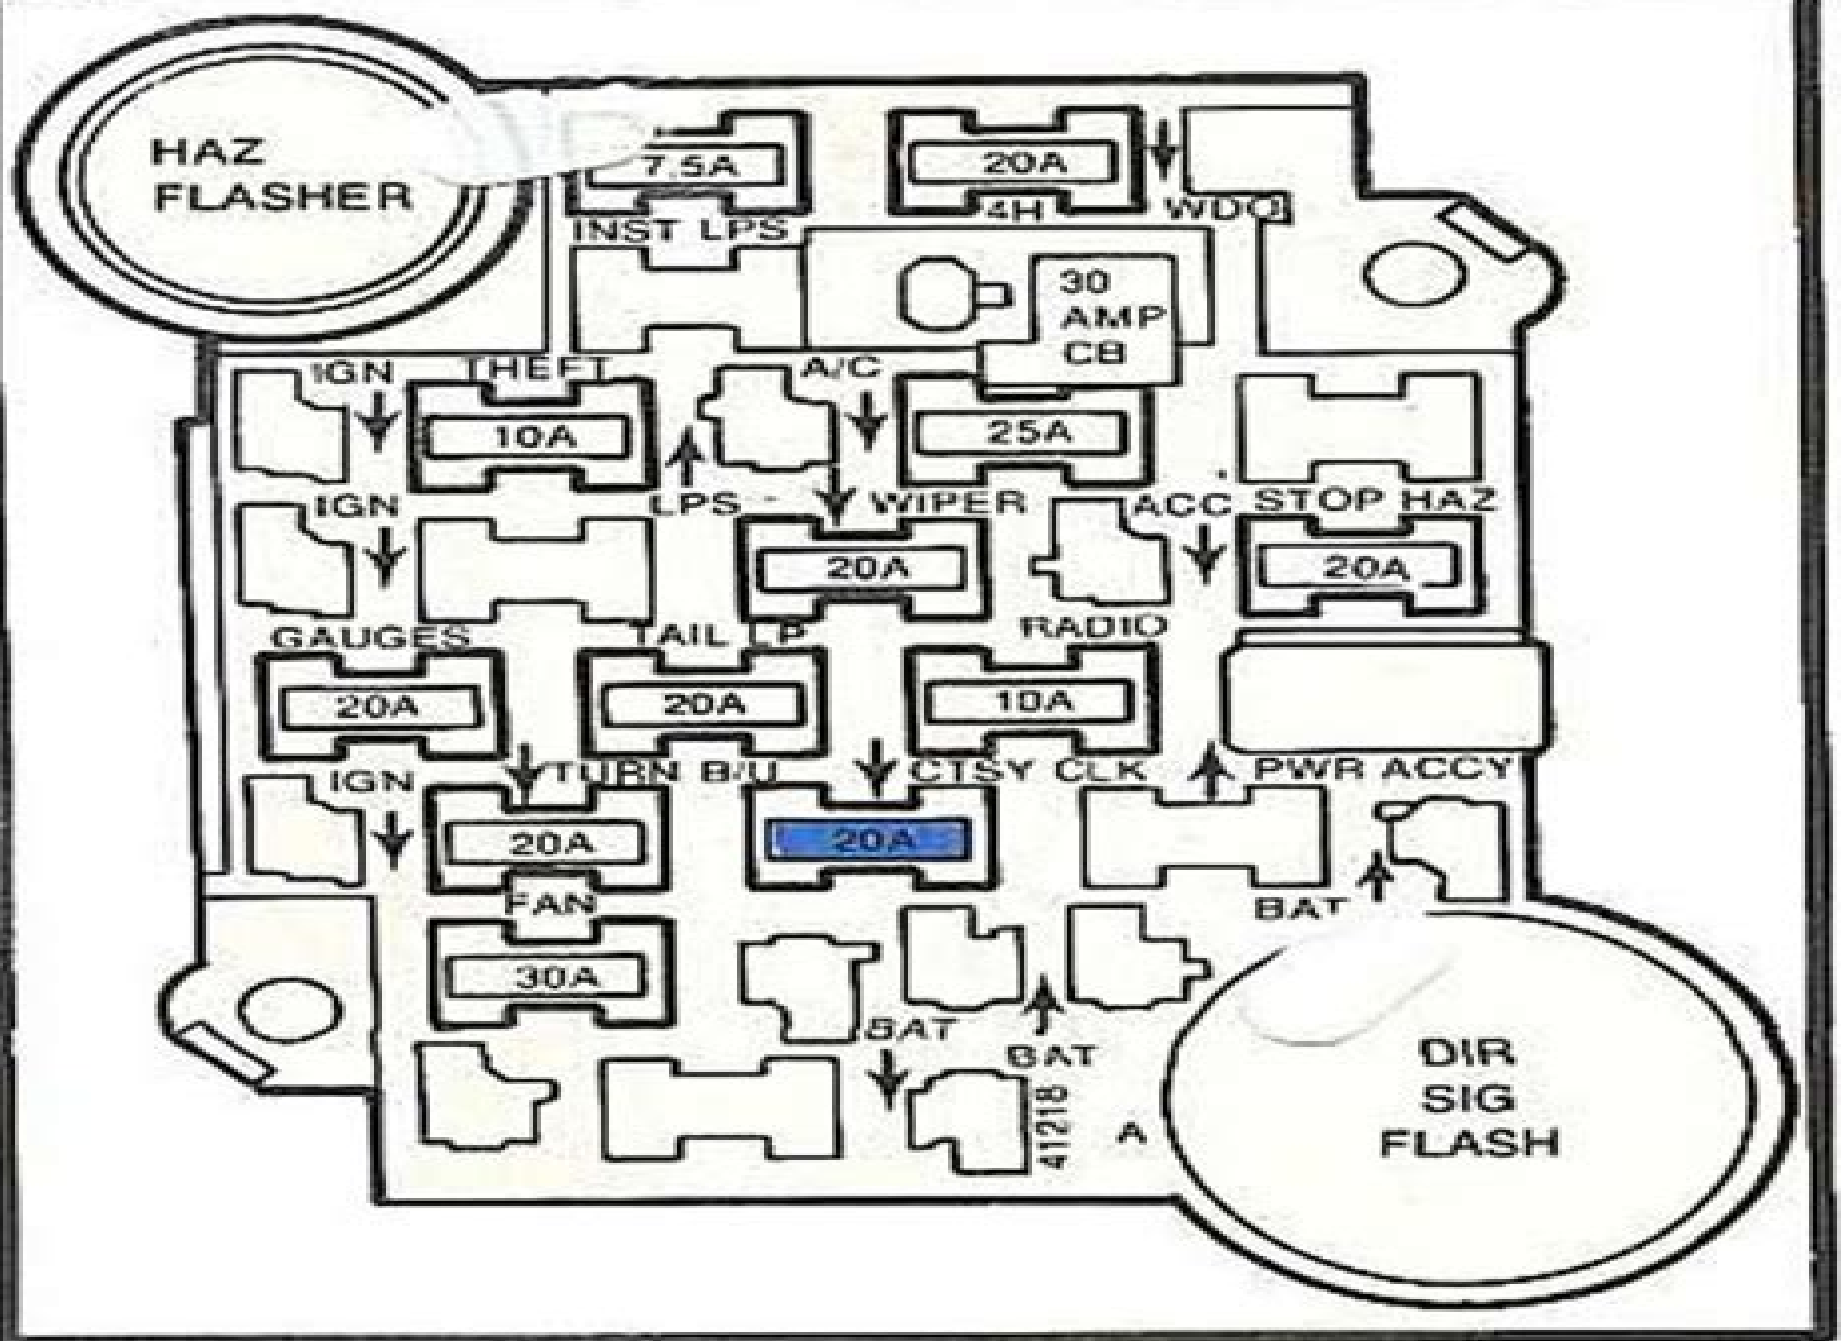 HAZ
FLASHER
7.5A
20A
INST LPS
4H
WDO
30
AMP
CB
IGN
THEFT
A/C
10A
25A
IGN
LPS
WIPER
ACC
STOP HAZ
20A
20A
GAUGES
TAIL LP
RADIO
20A
20A
10A
IGN
TURN B/U
CTSY CLK
PWR ACCY
20A
20A
FAN
BAT
30A
BAT
BAT
41218
A
DIR
SIG
FLASH